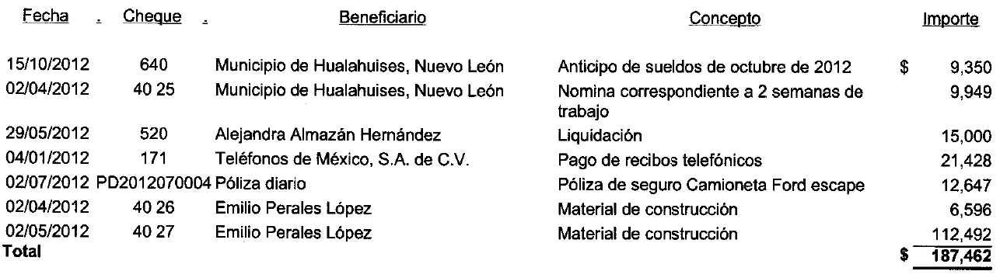 Fecha . Cheque . Beneficiario Concepto Importe
15/10/2012 640 Municipio de Hualahuises, Nuevo León Anticipo de sueldos de octubre de 2012 $ 9,350
02/04/2012 40 25 Municipio de Hualahuises, Nuevo León Nomina correspondiente a 2 semanas de 9,949
trabajo
29/05/2012 520 Alejandra Almazán Hernández Liquidación 15,000
04/01/2012 171 Teléfonos de México, S.A. de C.V. Pago de recibos telefónicos 21,428
02/07/2012 PD2012070004 Póliza diario Póliza de seguro Camioneta Ford escape 12,647
02/04/2012 40 26 Emilio Perales López Material de construcción 6,596
02/05/2012 40 27 Emilio Perales López Material de construcción 112,492
Total $ 187,462